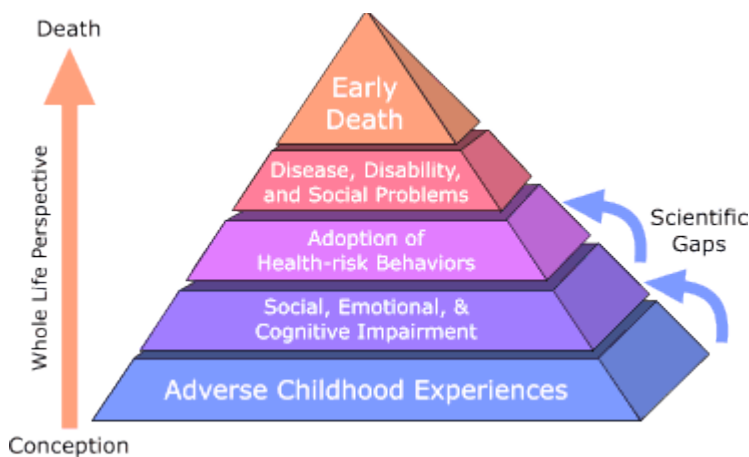 Death
Early
Death
Whole Life Perspective
Disease, Disability,
and Social Problems
Scientific
Gaps
Adoption of
Health-risk Behaviors
Social, Emotional, &
Cognitive Impairment
Adverse Childhood Experiences
Conception